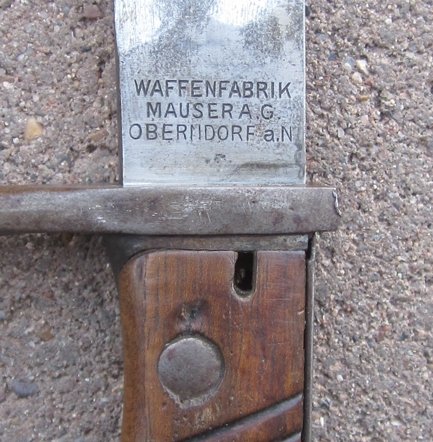 WAFFENFABRIK
MAUSER A.G.
OBERNDORF a.N